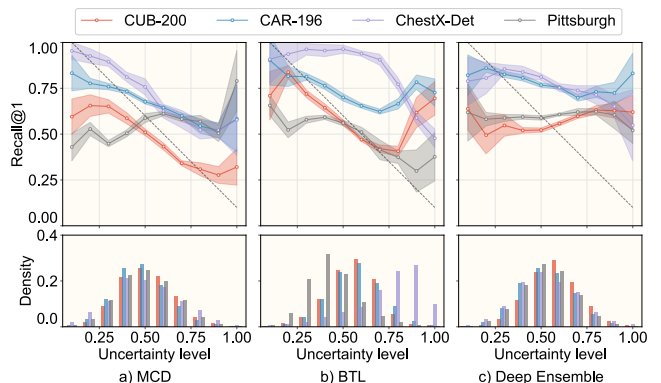 CUB-200 CAR-196 ChestX-Det Pittsburgh
Recall@1
1.00
0.75
0.50
0.25
0.00
Density
0.4
0.2
0.0
0.25 0.50 0.75 1.00 0.25 0.50 0.75 1.00 0.25 0.50 0.75 1.00
Uncertainty level Uncertainty level Uncertainty level
a) MCD b) BTL c) Deep Ensemble